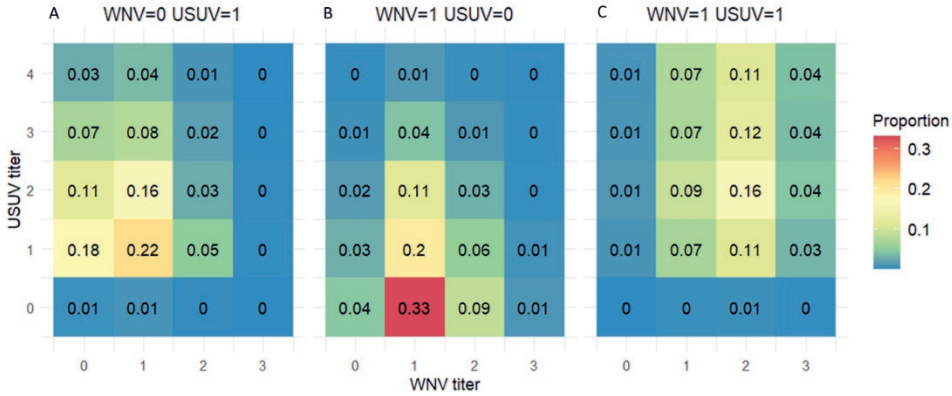 A WNV=0 USUV=1
B WNV=1 USUV=0
C WNV=1 USUV=1
USUV titer
4 0.03 0.04 0.01 0 0 0.01 0 0 0.01 0.07 0.11 0.04
3 0.07 0.08 0.02 0 0.01 0.04 0.01 0 0.01 0.07 0.12 0.04
2 0.11 0.16 0.03 0 0.02 0.11 0.03 0 0.01 0.09 0.16 0.04
1 0.18 0.22 0.05 0 0.03 0.2 0.06 0.01 0.01 0.07 0.11 0.03
0 0.01 0.01 0 0 0.04 0.33 0.09 0.01 0 0 0.01 0
0 1 2 3 0 1 2 3 0 1 2 3
WNV titer
Proportion
0.3
0.2
0.1